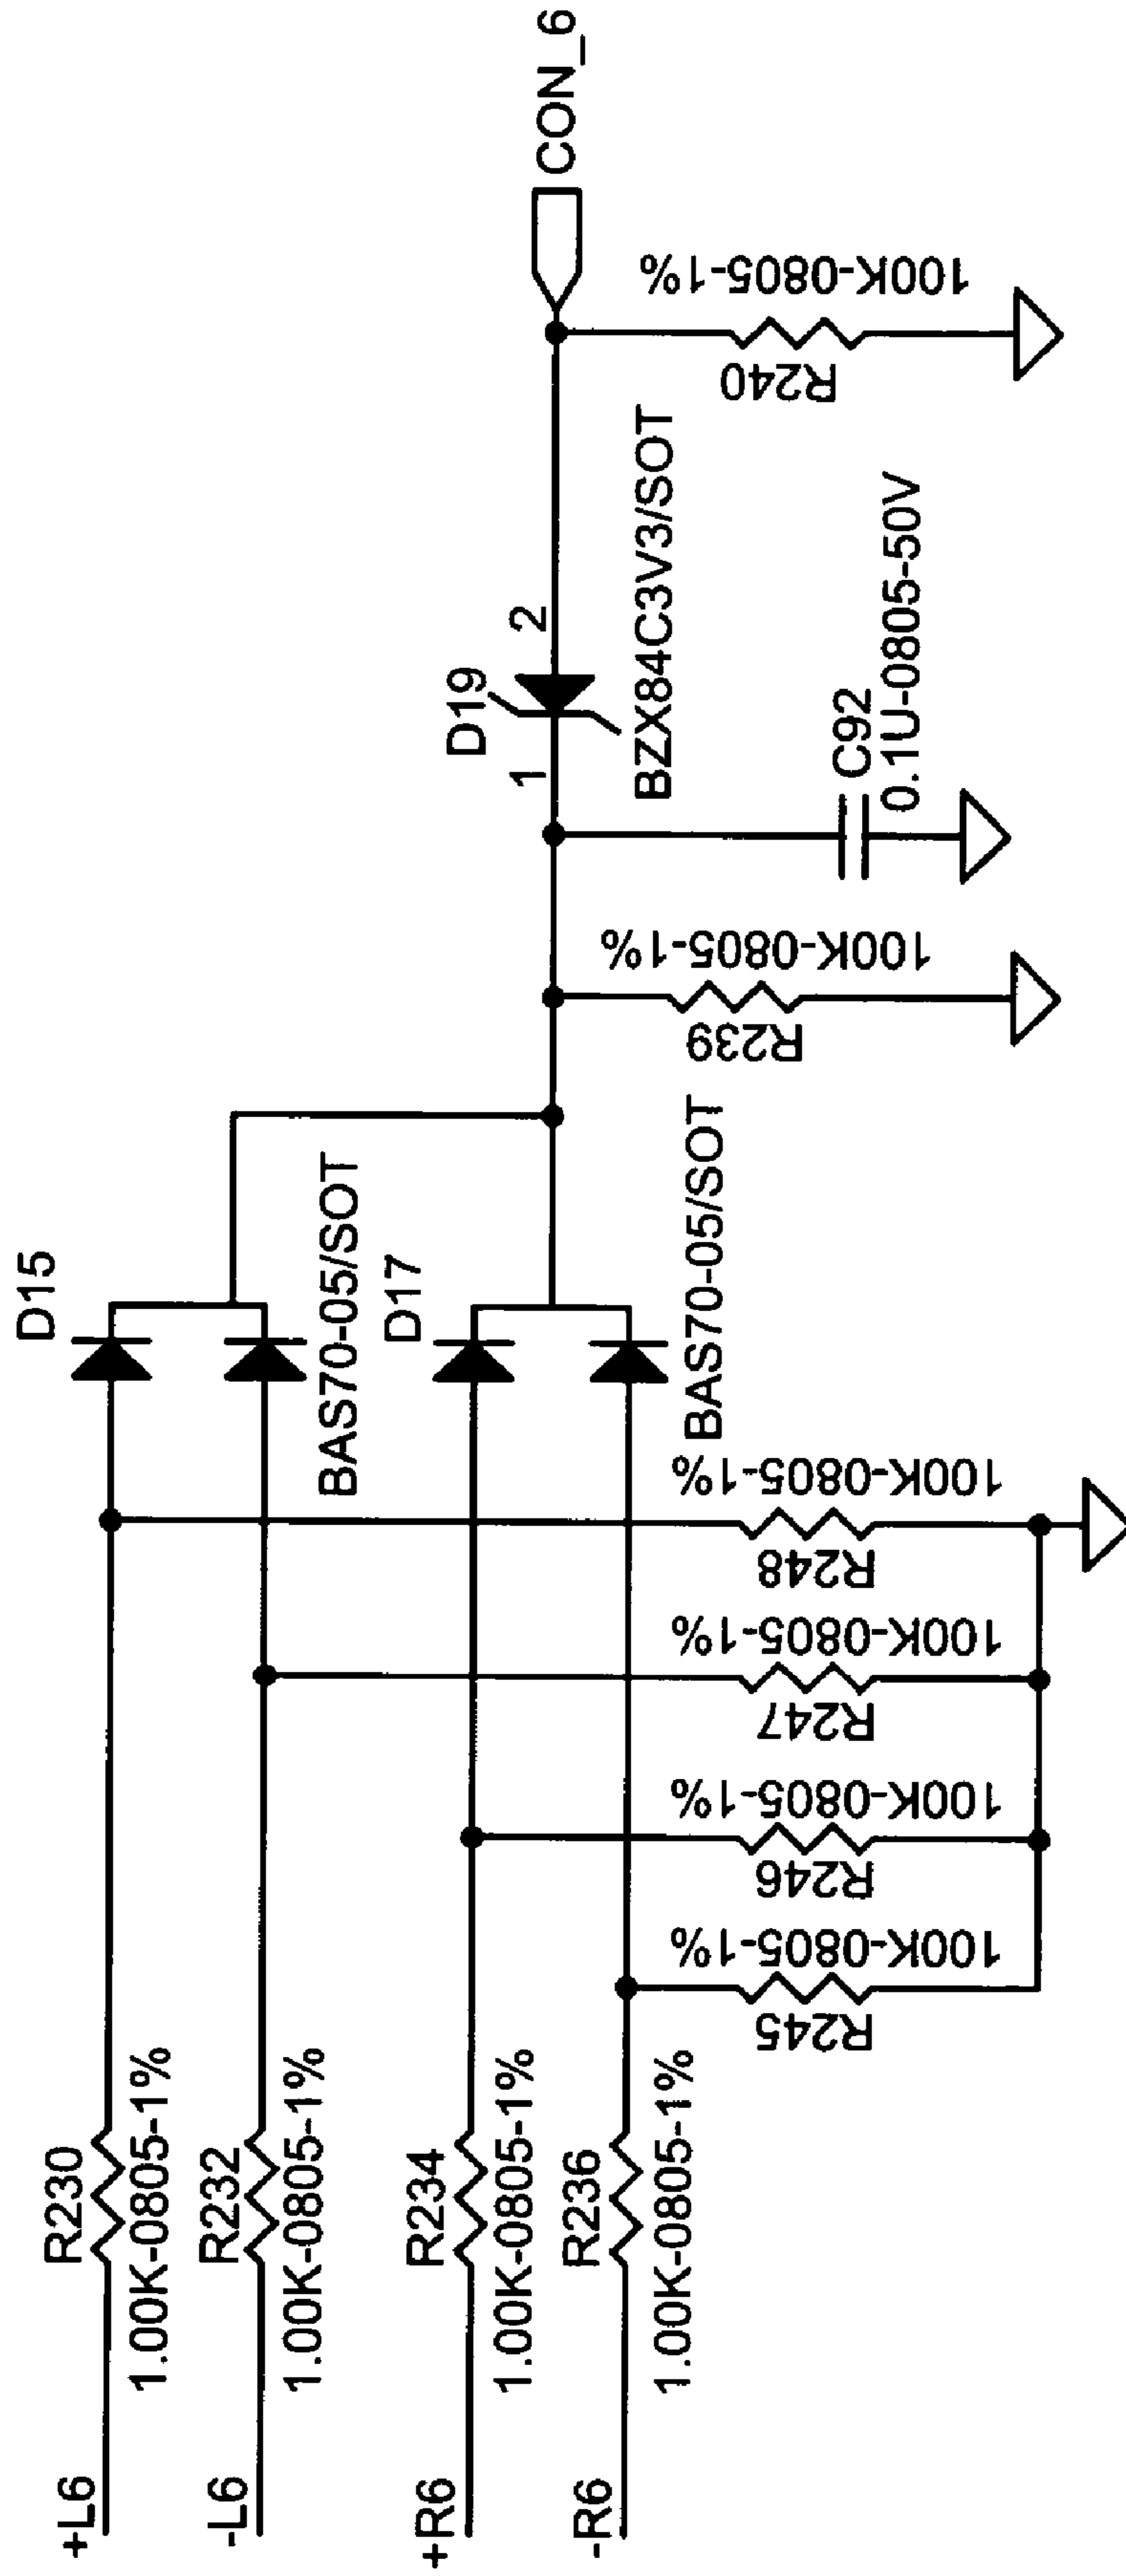 +L6
R230
1.00K-0805-1%
-L6
R232
1.00K-0805-1%
+R6
R234
1.00K-0805-1%
-R6
R236
1.00K-0805-1%
R245
100K-0805-1%
R246
100K-0805-1%
R247
100K-0805-1%
R248
100K-0805-1%
D15
BAS70-05/SOT
D17
BAS70-05/SOT
R239
100K-0805-1%
C92
0.1U-0805-50V
D19
1
2
BZX84C3V3/SOT
R240
100K-0805-1%
CON_6